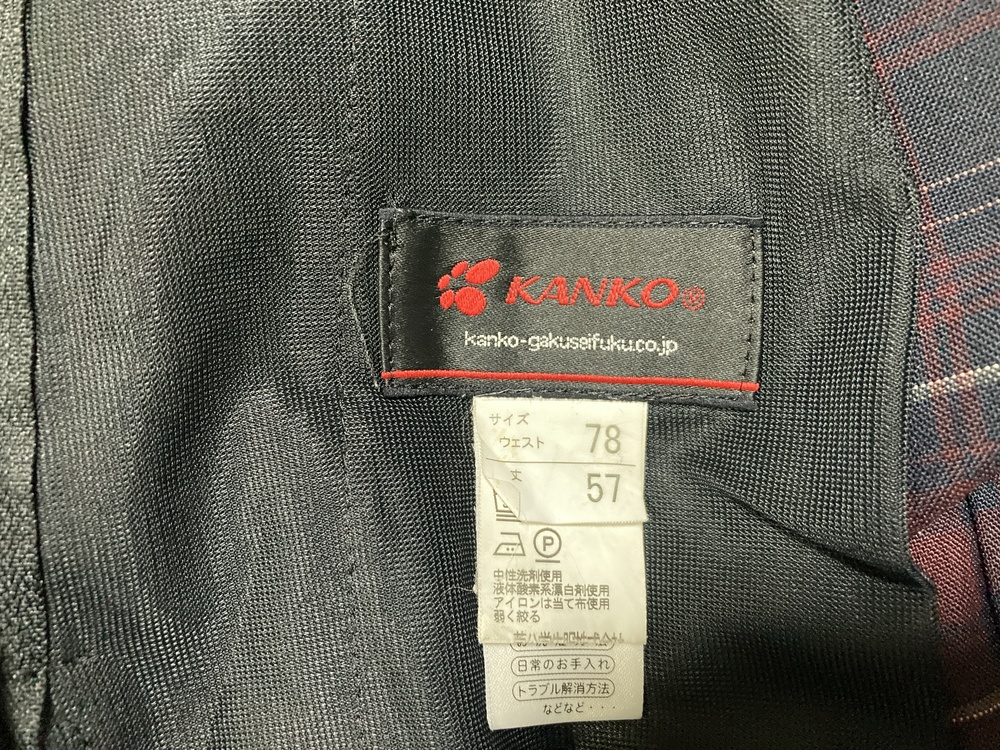 KANKO®
kanko-gakuseifuku.co.jp
サイズ
ウェスト 78
丈 57
P
中性洗剤使用
液体酸素系漂白剤使用
アイロンは当て布使用
弱く絞る
日常のお手入れ
トラブル解消方法
などなど・・・